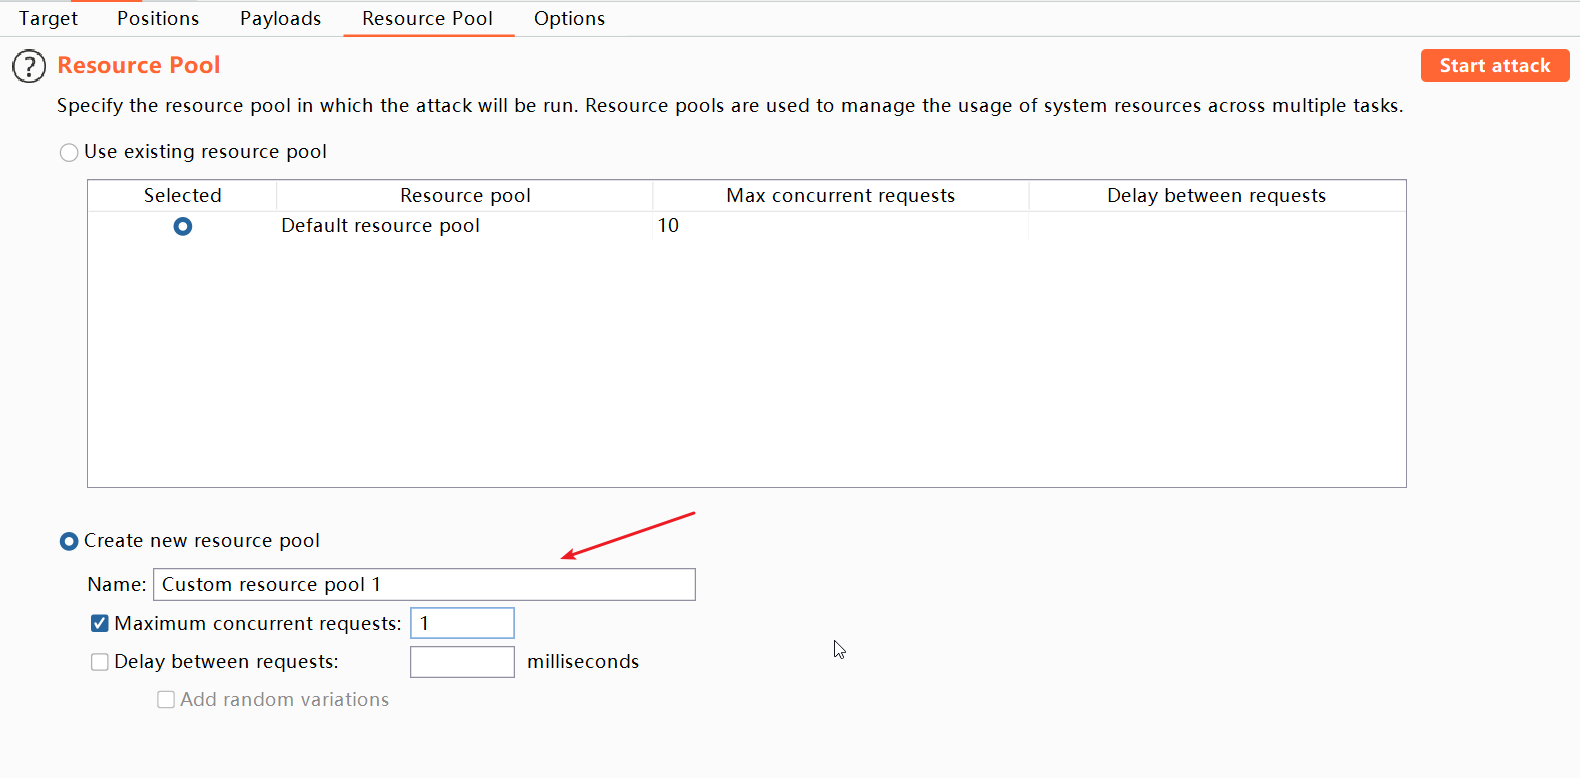 Target Positions Payloads Resource Pool Options
? Resource Pool Start attack
Specify the resource pool in which the attack will be run. Resource pools are used to manage the usage of system resources across multiple tasks.
Use existing resource pool
Selected Resource pool Max concurrent requests Delay between requests
Default resource pool 10
Create new resource pool
Name: Custom resource pool 1
Maximum concurrent requests: 1
Delay between requests: milliseconds
Add random variations